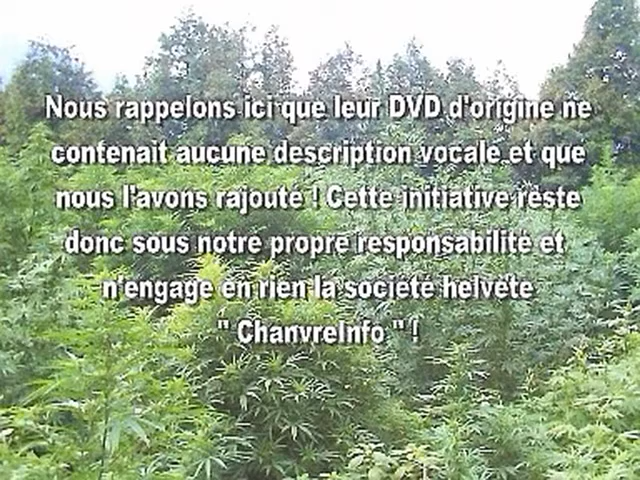 Nous rappelons ici que leur DVD d'origine ne
contenait aucune description vocale et que
nous l'avons rajouté ! Cette initiative reste
donc sous notre propre responsabilité et
n'engage en rien la société helvète
" ChanvreInfo " !